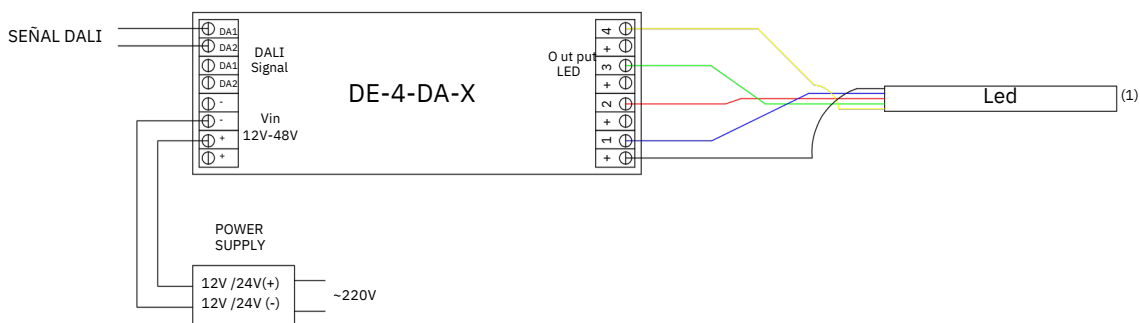 SEÑAL DALI
DA1
DA2
DA1
DA2
-
-
+
+
DALI
Signal
Vin
12V-48V
DE-4-DA-X
O ut put
LED
4
+
3
+
2
+
1
+
Led
(1)
POWER
SUPPLY
12V /24V(+)
12V /24V (-)
~220V